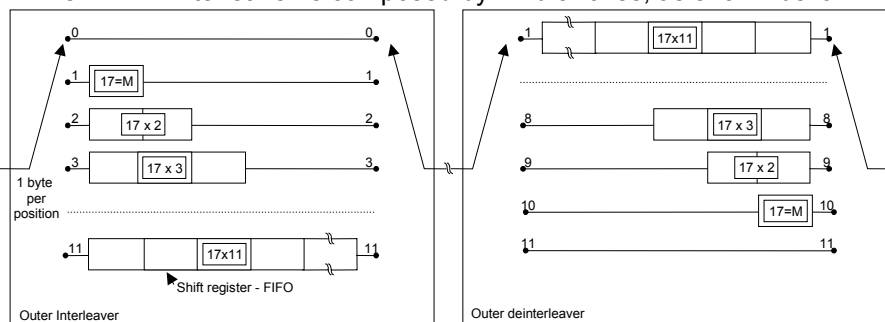 composed by
0 0
1 17=M 1
2 17 x 2 2
3 17 x 3 3
1 byte
per
position
11 17x11 11
Shift register - FIFO
Outer Interleaver
1 17x11 1
8 17 x 3 8
9 17 x 2 9
10 17=M 10
11 11
Outer deinterleaver